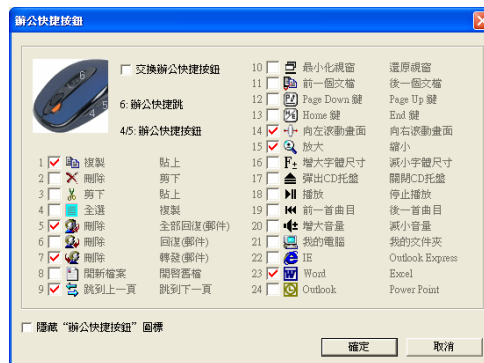 辦公快捷按鈕
交換辦公快捷按鈕
6: 辦公快捷跳
4/5: 辦公快捷按鈕
6
5
4
1 複製 貼上
2 刪除 剪下
3 剪下 貼上
4 全選 複製
5 刪除 全部回復(郵件)
6 刪除 回復(郵件)
7 刪除 轉發(郵件)
8 開新檔案 開啓舊檔
9 跳到上一頁 跳到下一頁
10 最小化視窗 還原視窗
11 前一個文檔 後一個文檔
12 Page Down 鍵 Page Up 鍵
13 Home 鍵 End 鍵
14 向左滾動畫面 向右滾動畫面
15 放大 縮小
16 F± 增大字體尺寸 減小字體尺寸
17 彈出CD托盤 關閉CD托盤
18 播放 停止播放
19 前一首曲目 後一首曲目
20 增大音量 減小音量
21 我的電腦 我的文件夾
22 IE Outlook Express
23 W Word Excel
24 Outlook Power Point
隱藏“辦公快捷按鈕”圖標
確定 取消